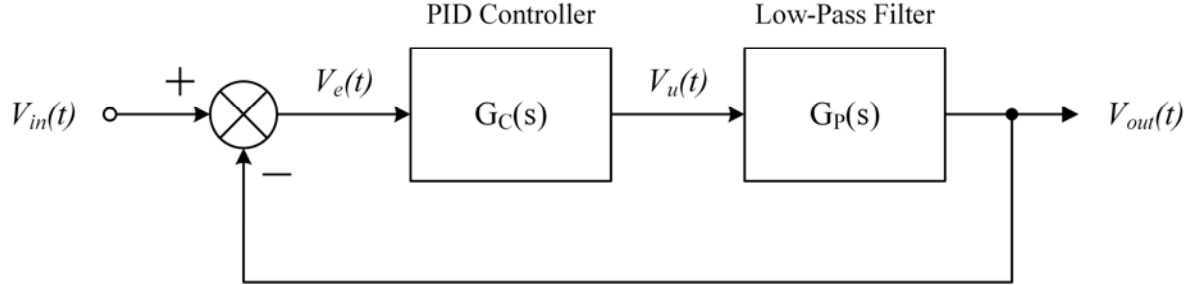 PID Controller
Low-Pass Filter
+
V_in(t)
V_e(t)
G_C(s)
V_u(t)
G_P(s)
V_out(t)
−